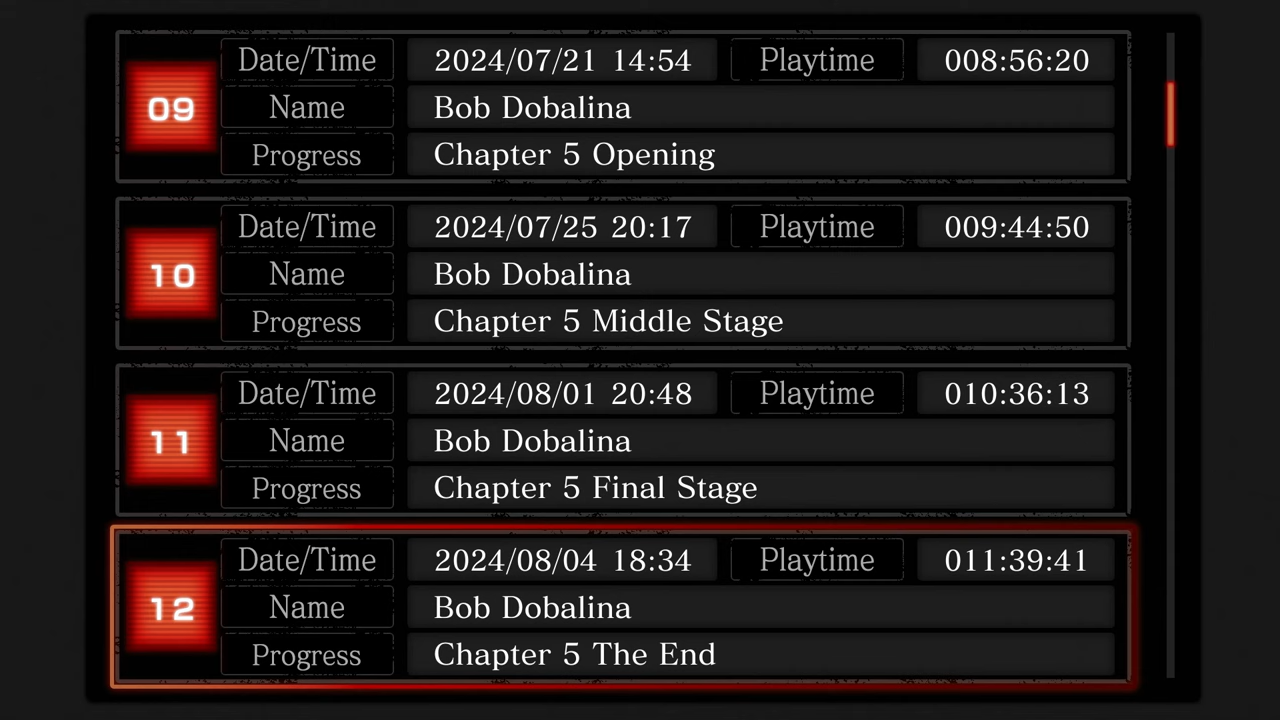 09
Date/Time 2024/07/21 14:54 Playtime 008:56:20
Name Bob Dobalina
Progress Chapter 5 Opening
10
Date/Time 2024/07/25 20:17 Playtime 009:44:50
Name Bob Dobalina
Progress Chapter 5 Middle Stage
11
Date/Time 2024/08/01 20:48 Playtime 010:36:13
Name Bob Dobalina
Progress Chapter 5 Final Stage
12
Date/Time 2024/08/04 18:34 Playtime 011:39:41
Name Bob Dobalina
Progress Chapter 5 The End